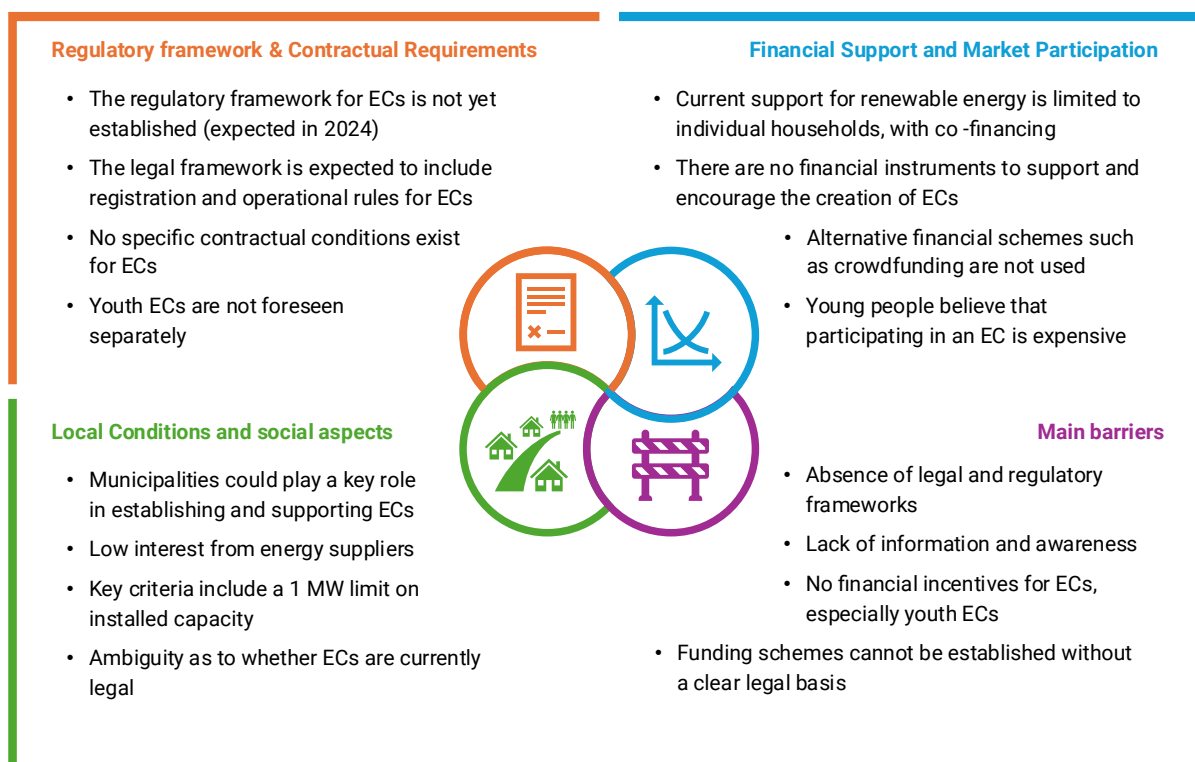 Regulatory framework & Contractual Requirements
• The regulatory framework for ECs is not yet
established (expected in 2024)
• The legal framework is expected to include
registration and operational rules for ECs
• No specific contractual conditions exist
for ECs
• Youth ECs are not foreseen
separately
Financial Support and Market Participation
• Current support for renewable energy is limited to
individual households, with co -financing
• There are no financial instruments to support and
encourage the creation of ECs
• Alternative financial schemes such
as crowdfunding are not used
• Young people believe that
participating in an EC is expensive
Local Conditions and social aspects
• Municipalities could play a key role
in establishing and supporting ECs
• Low interest from energy suppliers
• Key criteria include a 1 MW limit on
installed capacity
• Ambiguity as to whether ECs are currently
legal
Main barriers
• Absence of legal and regulatory
frameworks
• Lack of information and awareness
• No financial incentives for ECs,
especially youth ECs
• Funding schemes cannot be established without
a clear legal basis